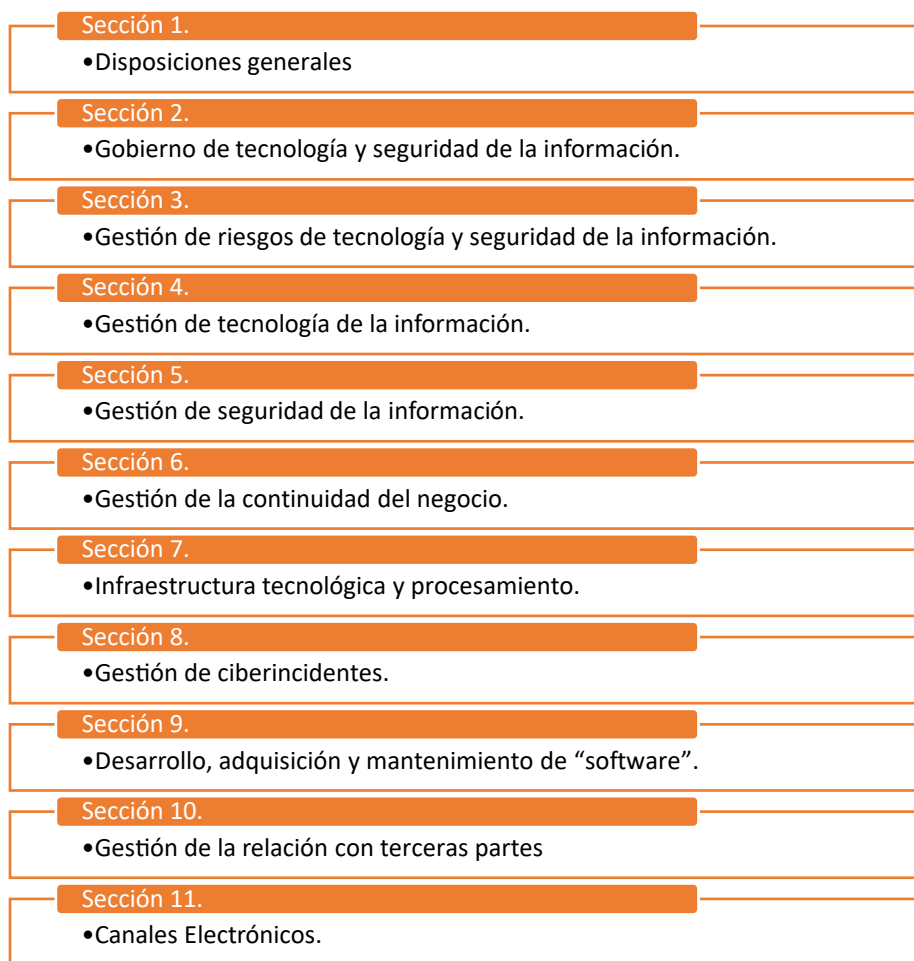 Sección 1.
•Disposiciones generales
Sección 2.
•Gobierno de tecnología y seguridad de la información.
Sección 3.
•Gestión de riesgos de tecnología y seguridad de la información.
Sección 4.
•Gestión de tecnología de la información.
Sección 5.
•Gestión de seguridad de la información.
Sección 6.
•Gestión de la continuidad del negocio.
Sección 7.
•Infraestructura tecnológica y procesamiento.
Sección 8.
•Gestión de ciberincidentes.
Sección 9.
•Desarrollo, adquisición y mantenimiento de “software”.
Sección 10.
•Gestión de la relación con terceras partes
Sección 11.
•Canales Electrónicos.